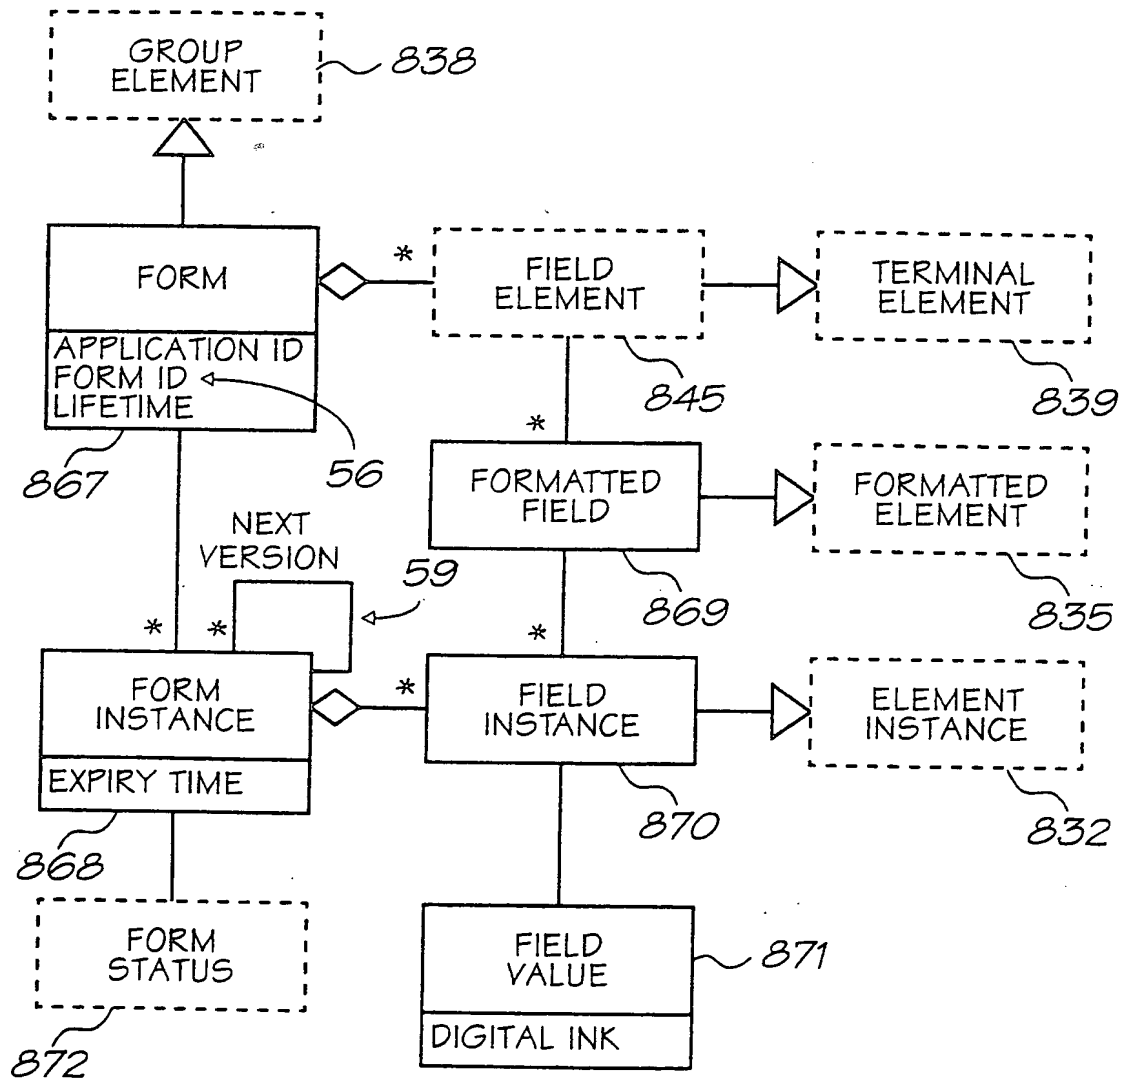 GROUP
ELEMENT
838
FORM
*
FIELD
ELEMENT
TERMINAL
ELEMENT
APPLICATION ID
FORM ID
LIFETIME
845
839
*
867
56
FORMATTED
FIELD
FORMATTED
ELEMENT
NEXT
VERSION
59
869
835
*
*
*
FORM
INSTANCE
*
FIELD
INSTANCE
ELEMENT
INSTANCE
EXPIRY TIME
870
832
868
FORM
STATUS
FIELD
VALUE
871
DIGITAL INK
872